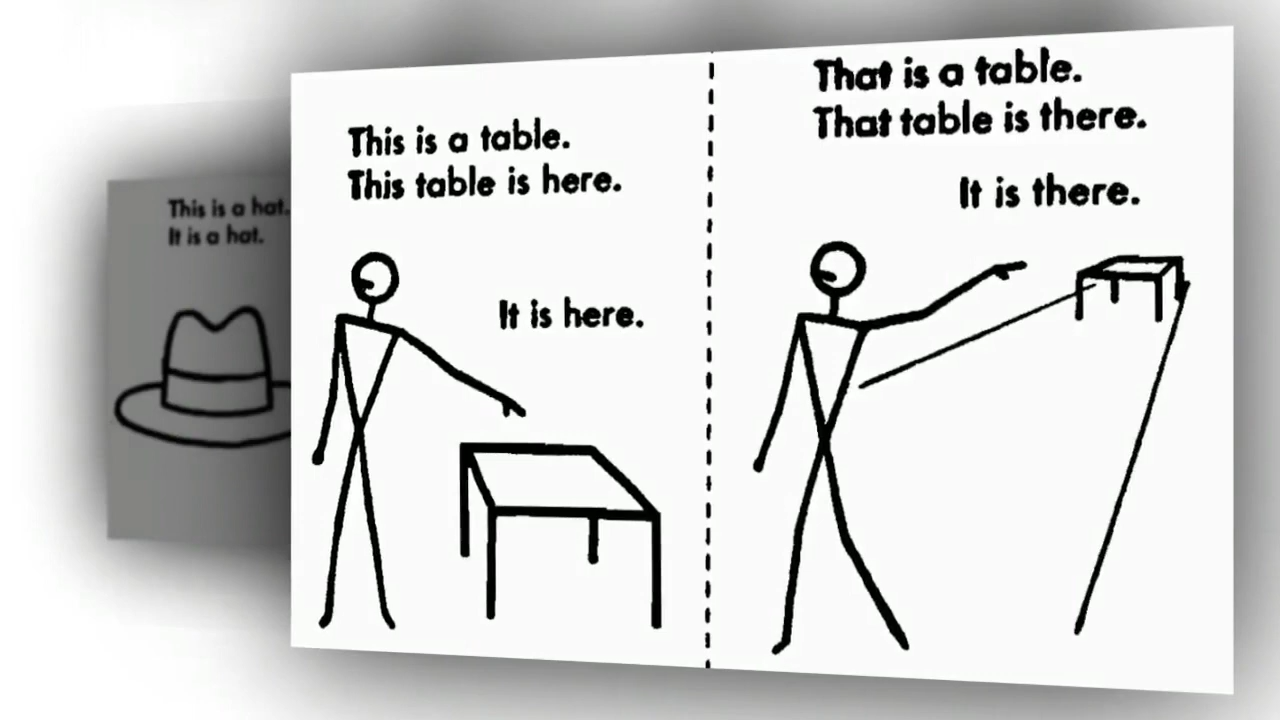 This is a hat.
It is a hat.
This is a table.
This table is here.
It is here.
That is a table.
That table is there.
It is there.